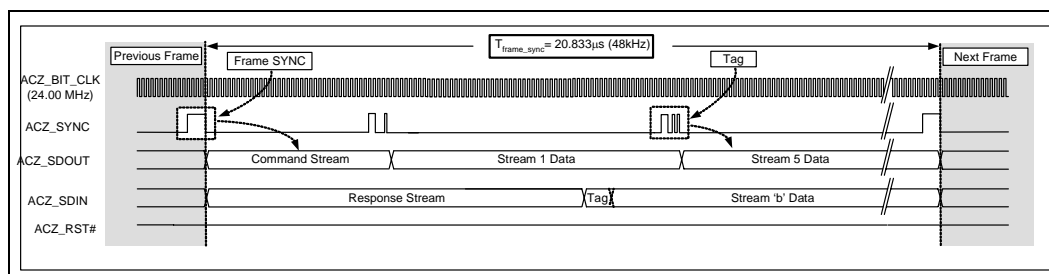 T_frame_sync = 20.833µs (48kHz)
Previous Frame
Frame SYNC
Tag
Next Frame
ACZ_BIT_CLK
(24.00 MHz)
ACZ_SYNC
ACZ_SDOUT
Command Stream
Stream 1 Data
Stream 5 Data
ACZ_SDIN
Response Stream
Tag
Stream 'b' Data
ACZ_RST#